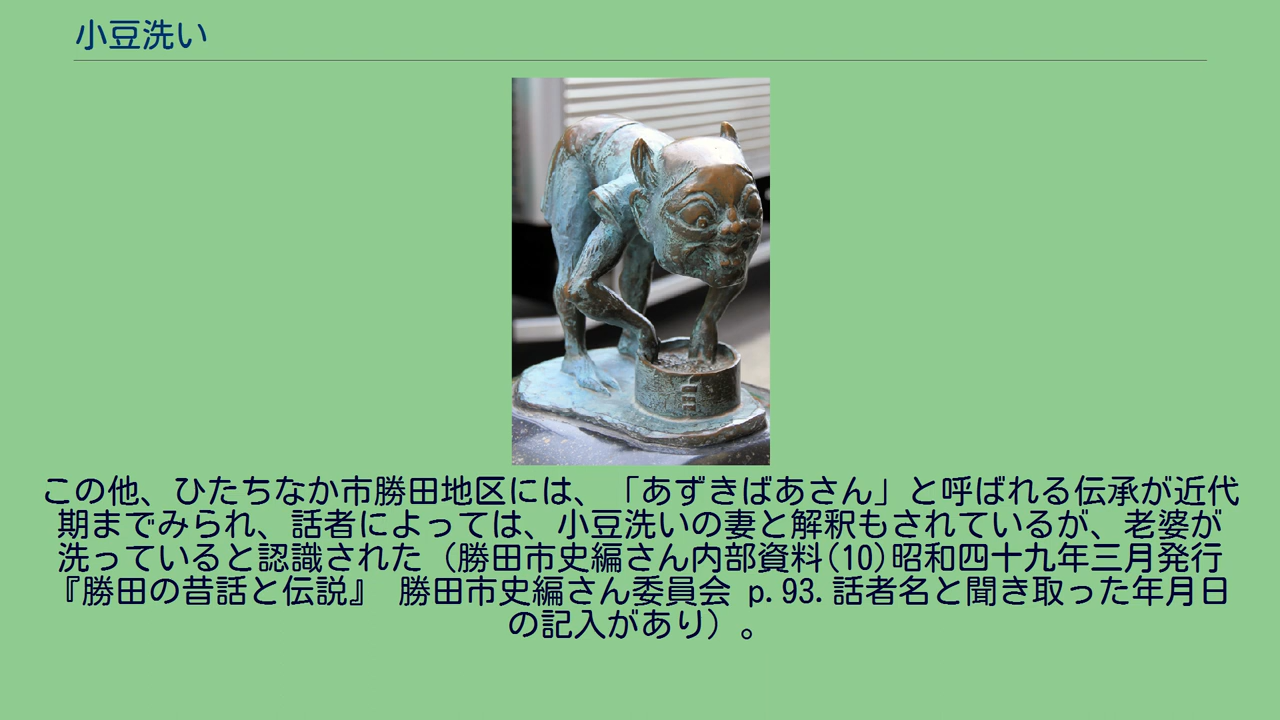 小豆洗い
この他、ひたちなか市勝田地区には、「あずきばあさん」と呼ばれる伝承が近代
期までみられ、話者によっては、小豆洗いの妻と解釈もされているが、老婆が
洗っていると認識された（勝田市史編さん内部資料(10)昭和四十九年三月発行
『勝田の昔話と伝説』 勝田市史編さん委員会 p.93.話者名と聞き取った年月日
の記入があり）。